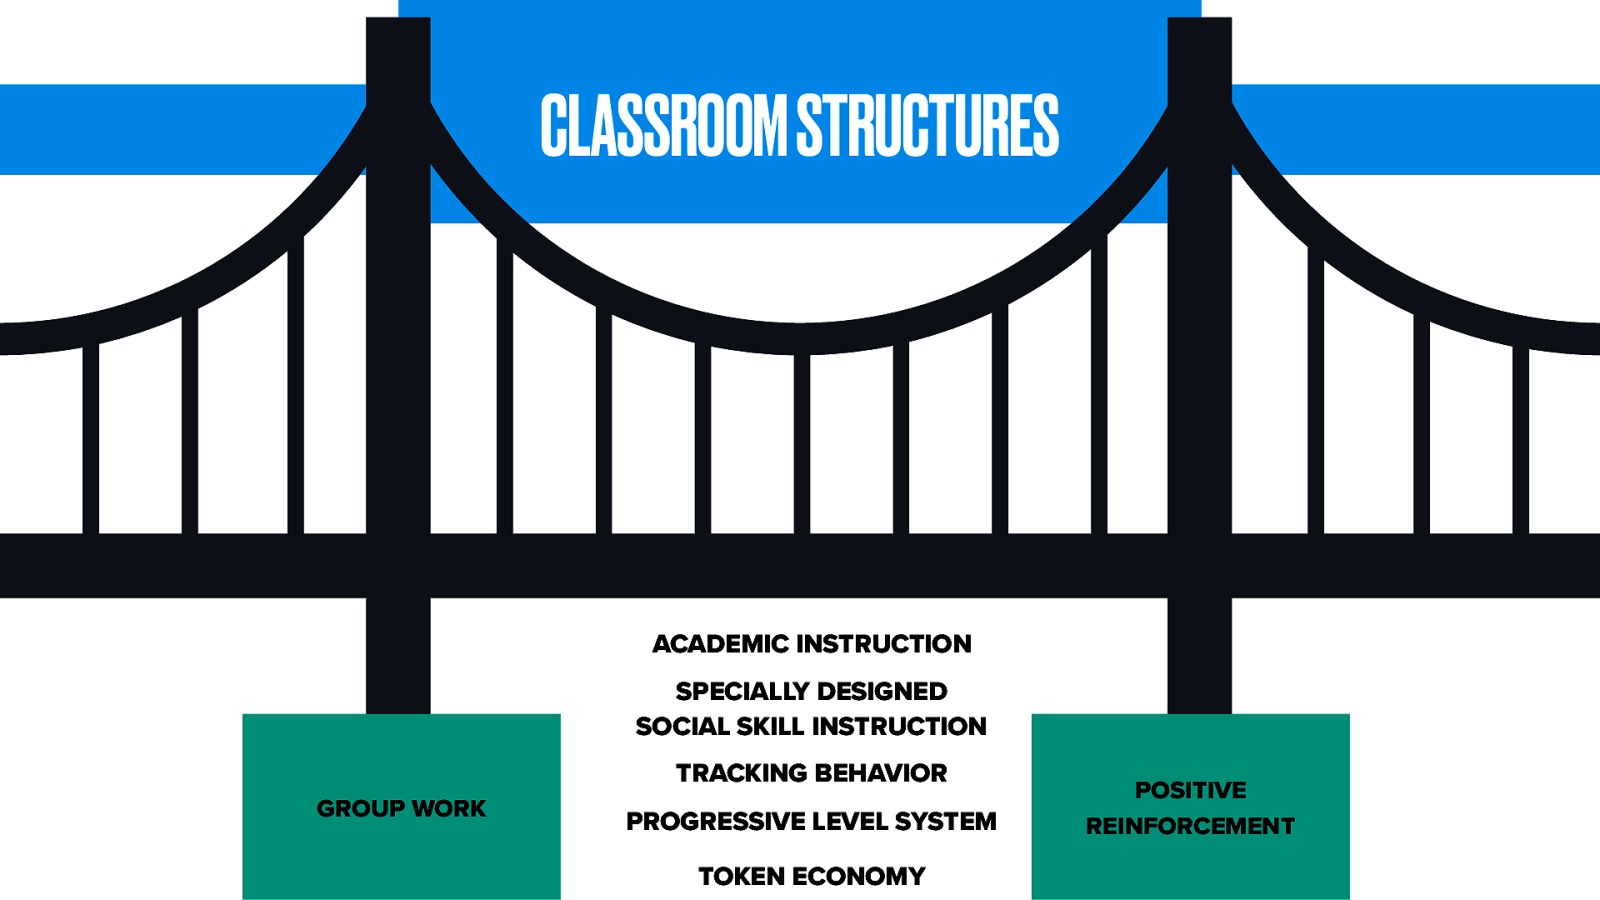 CLASSROOM STRUCTURES
ACADEMIC INSTRUCTION
SPECIALLY DESIGNED
SOCIAL SKILL INSTRUCTION
TRACKING BEHAVIOR
PROGRESSIVE LEVEL SYSTEM
TOKEN ECONOMY
GROUP WORK
POSITIVE
REINFORCEMENT